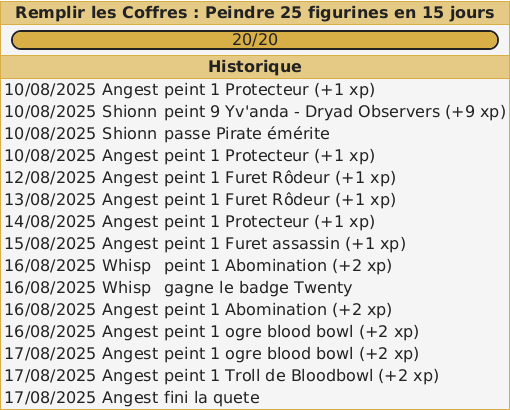 Remplir les Coffres : Peindre 25 figurines en 15 jours
20/20
Historique
10/08/2025 Angest peint 1 Protecteur (+1 xp)
10/08/2025 Shionn peint 9 Yv'anda - Dryad Observers (+9 xp)
10/08/2025 Shionn passe Pirate émérite
10/08/2025 Angest peint 1 Protecteur (+1 xp)
12/08/2025 Angest peint 1 Furet Rôdeur (+1 xp)
13/08/2025 Angest peint 1 Furet Rôdeur (+1 xp)
14/08/2025 Angest peint 1 Protecteur (+1 xp)
15/08/2025 Angest peint 1 Furet assassin (+1 xp)
16/08/2025 Whisp peint 1 Abomination (+2 xp)
16/08/2025 Whisp gagne le badge Twenty
16/08/2025 Angest peint 1 Abomination (+2 xp)
16/08/2025 Angest peint 1 ogre blood bowl (+2 xp)
17/08/2025 Angest peint 1 ogre blood bowl (+2 xp)
17/08/2025 Angest peint 1 Troll de Bloodbowl (+2 xp)
17/08/2025 Angest fini la quete